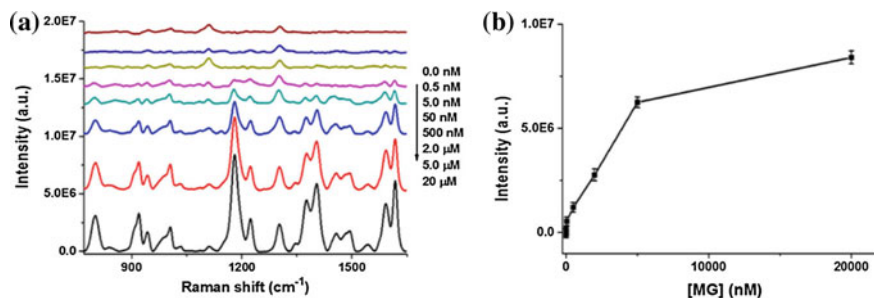 (a)
2.0E7
1.5E7
1.0E7
5.0E6
0.0
Intensity (a.u.)
900
1200
1500
Raman shift (cm-1)
0.0 nM
0.5 nM
5.0 nM
50 nM
500 nM
2.0 μM
5.0 μM
20 μM
(b)
1.0E7
5.0E6
0.0
Intensity (a.u.)
0
10000
20000
[MG] (nM)